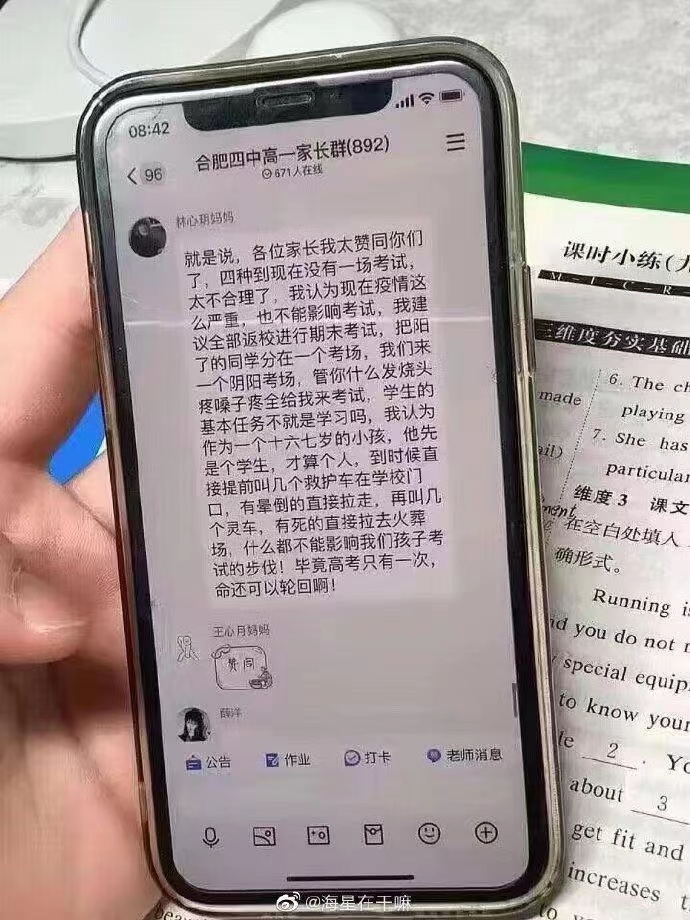 08:42
96
合肥四中高一家长群(892)
671人在线
林心玥妈妈
就是说，各位家长我太赞同你们
了，四种到现在没有一场考试，
太不合理了，我认为现在疫情这
么严重，也不能影响考试，我建
议全部返校进行期末考试，把阳
了的同学分在一个考场，我们来
一个阴阳考场，管你什么发烧头
疼嗓子疼全给我来考试，学生的
基本任务不就是学习吗，我认为
作为一个十六七岁的小孩，他先
是个学生，才算个人，到时候直
接提前叫几个救护车在学校门
口，有晕倒的直接拉走，再叫几
个灵车，有死的直接拉去火葬
场，什么都不能影响我们孩子考
试的步伐！毕竟高考只有一次，
命还可以轮回啊！
王心月妈妈
赞同
薛洋
公告 作业 打卡 老师消息
课时小练(九
M-I-C-R
三维度夯实基础
6. The ch
made playing
7. She has
ail) particular
维度3 课文
ment 在空白处填人
确形式。
Running is
nd you do not
special equip
to know your
2 . Yo
about 3
get fit and
increases t
@海星在干嘛